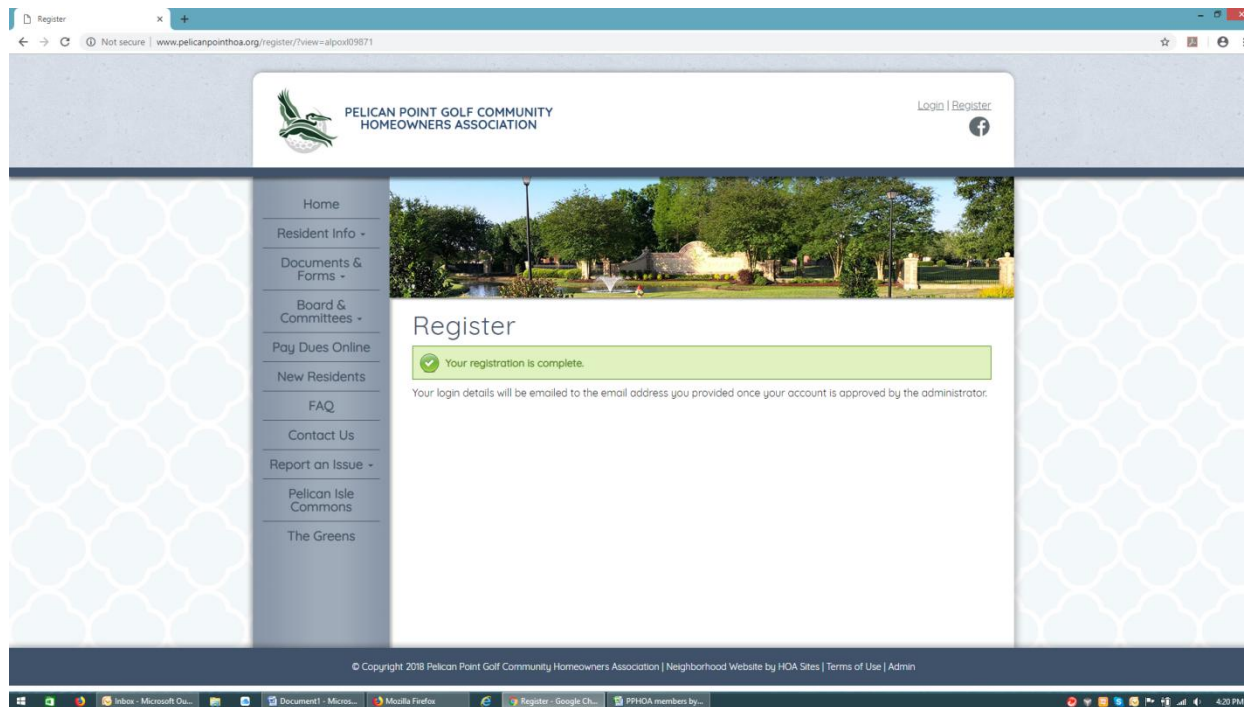 Register
Not secure | www.pelicanpointhoa.org/register/?view=alpoxl09871
PELICAN POINT GOLF COMMUNITY
HOMEOWNERS ASSOCIATION
Login | Register
Home
Resident Info
Documents &
Forms
Board &
Committees
Pay Dues Online
New Residents
FAQ
Contact Us
Report an Issue
Pelican Isle
Commons
The Greens
Register
Your registration is complete.
Your login details will be emailed to the email address you provided once your account is approved by the administrator.
© Copyright 2018 Pelican Point Golf Community Homeowners Association | Neighborhood Website by HOA Sites | Terms of Use | Admin
Inbox - Microsoft Ou... Document1 - Micros... Mozilla Firefox Register - Google Ch... PPHOA members by... 4:20 PM